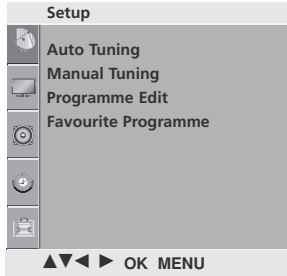 Setup
Auto Tuning
Manual Tuning
Programme Edit
Favourite Programme
▲▼◄ ► OK MENU